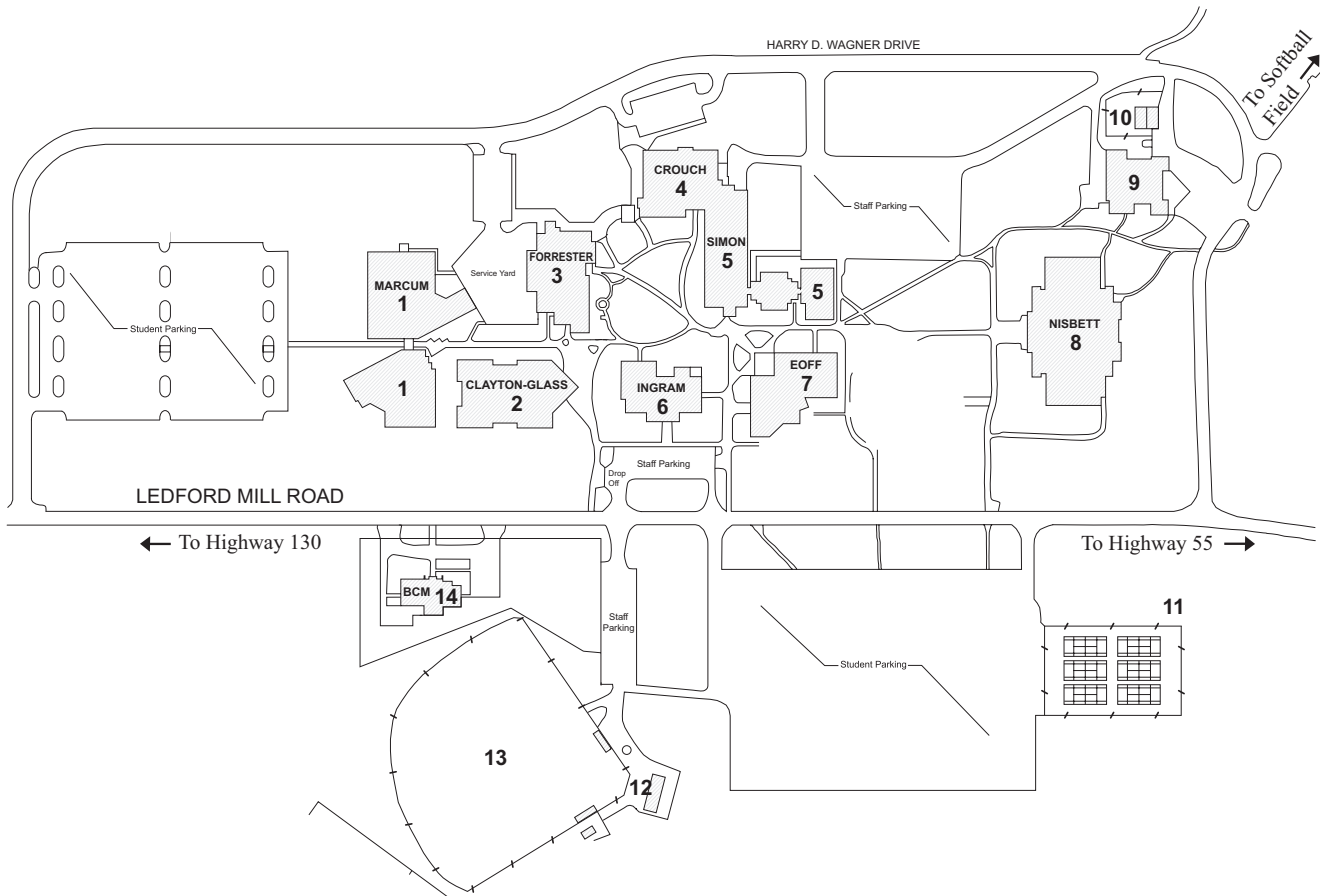 HARRY D. WAGNER DRIVE
To Softball
Field
10
CROUCH
4
9
Staff Parking
SIMON
5
FORRESTER
3
Service Yard
MARCUM
1
5
Student Parking
NISBETT
8
EOFF
7
CLAYTON-GLASS
2
INGRAM
6
1
Staff Parking
Drop
Off
LEDFORD MILL ROAD
To Highway 130
To Highway 55
BCM
14
11
Staff
Parking
Student Parking
13
12